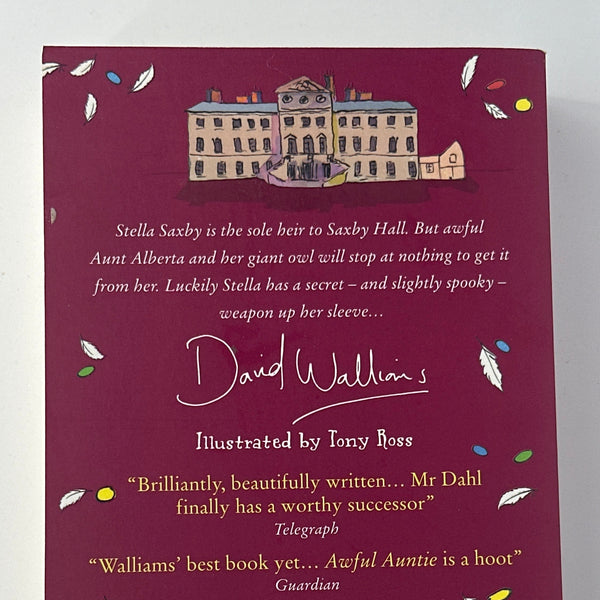 Stella Saxby is the sole heir to Saxby Hall. But awful
Aunt Alberta and her giant owl will stop at nothing to get it
from her. Luckily Stella has a secret – and slightly spooky –
weapon up her sleeve…
David Walliams
Illustrated by Tony Ross
“Brilliantly, beautifully written… Mr Dahl
finally has a worthy successor”
Telegraph
“Walliams’ best book yet… Awful Auntie is a hoot”
Guardian